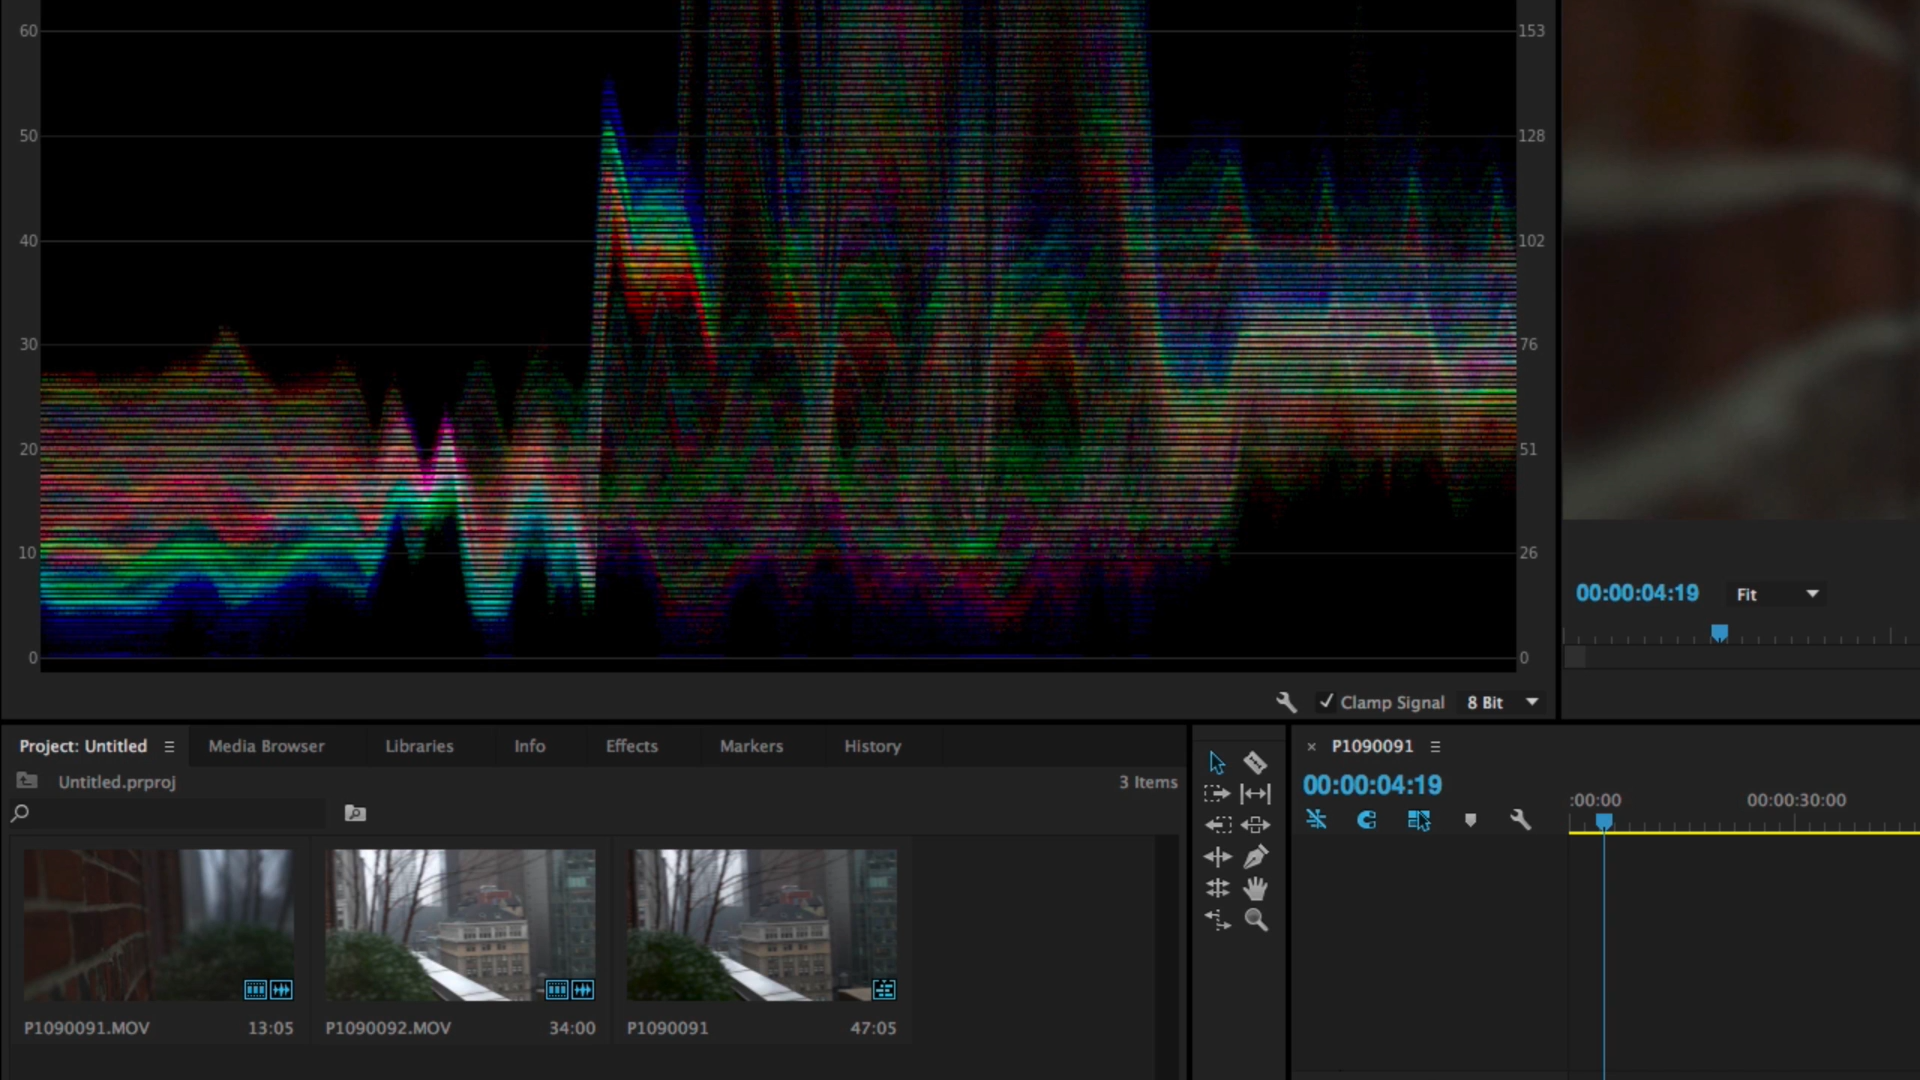 60
153
50
128
40
102
30
76
20
51
10
26
0
0
Clamp Signal
8 Bit
00:00:04:19
Fit
Project: Untitled
Media Browser
Libraries
Info
Effects
Markers
History
Untitled.prproj
3 Items
P1090091.MOV
13:05
P1090092.MOV
34:00
P1090091
47:05
× P1090091
00:00:04:19
:00:00
00:00:30:00